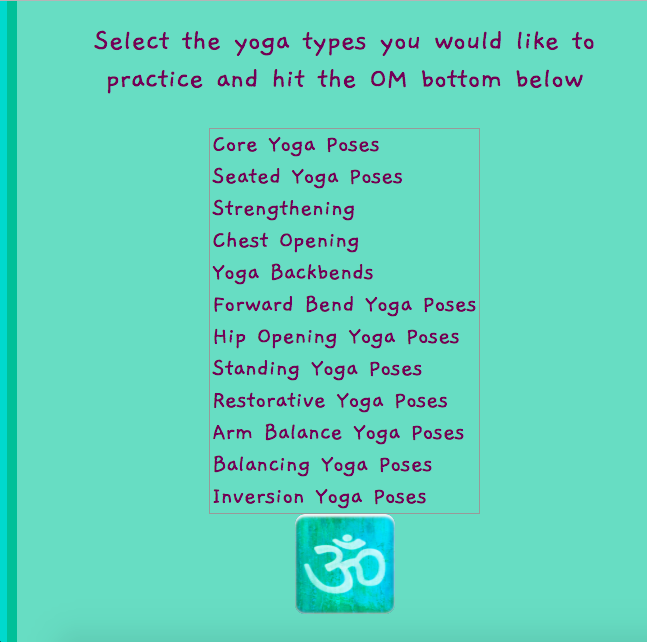 Select the yoga types you would like to
practice and hit the OM bottom below
Core Yoga Poses
Seated Yoga Poses
Strengthening
Chest Opening
Yoga Backbends
Forward Bend Yoga Poses
Hip Opening Yoga Poses
Standing Yoga Poses
Restorative Yoga Poses
Arm Balance Yoga Poses
Balancing Yoga Poses
Inversion Yoga Poses
ॐ